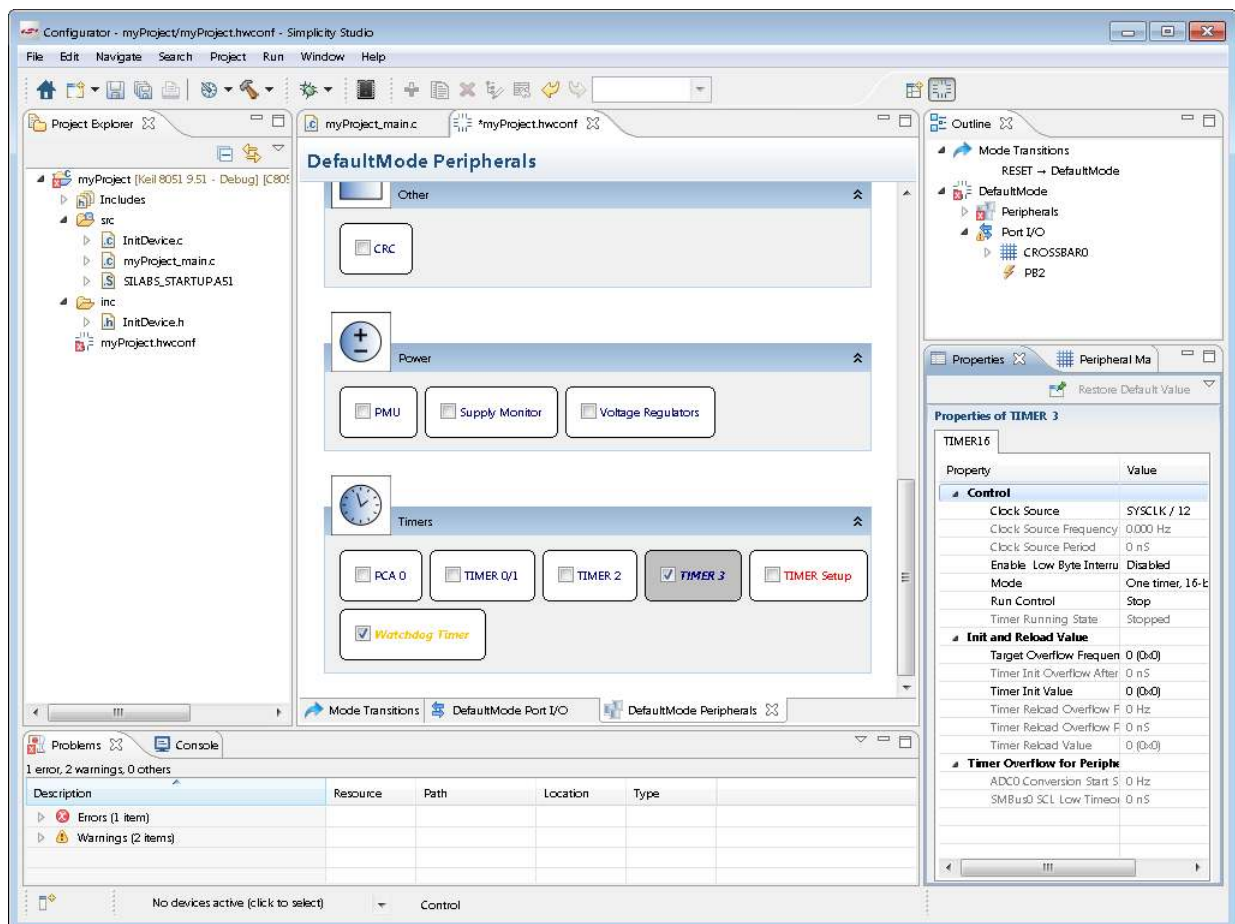 Configurator - myProject/myProject.hwconf - Simplicity Studio
File Edit Navigate Search Project Run Window Help
Project Explorer
myProject [Keil 8051 9.51 - Debug] [C805
Includes
src
InitDevice.c
myProject_main.c
SILABS_STARTUP.A51
inc
InitDevice.h
myProject.hwconf
myProject_main.c *myProject.hwconf
DefaultMode Peripherals
Other
CRC
Power
PMU Supply Monitor Voltage Regulators
Timers
PCA 0 TIMER 0/1 TIMER 2 TIMER 3 TIMER Setup
Watchdog Timer
Mode Transitions DefaultMode Port I/O DefaultMode Peripherals
Outline
Mode Transitions
RESET → DefaultMode
DefaultMode
Peripherals
Port I/O
CROSSBAR0
PB2
Properties Peripheral Ma
Restore Default Value
Properties of TIMER 3
TIMER16
Property Value
Control
Clock Source SYSCLK / 12
Clock Source Frequency 0.000 Hz
Clock Source Period 0 nS
Enable Low Byte Interru Disabled
Mode One timer, 16-b
Run Control Stop
Timer Running State Stopped
Init and Reload Value
Target Overflow Frequen 0 (0x0)
Timer Init Overflow After 0 nS
Timer Init Value 0 (0x0)
Timer Reload Overflow F 0 Hz
Timer Reload Overflow P 0 nS
Timer Reload Value 0 (0x0)
Timer Overflow for Periphe
ADC0 Conversion Start S 0 Hz
SMBus0 SCL Low Timeou 0 nS
Problems Console
1 error, 2 warnings, 0 others
Description Resource Path Location Type
Errors (1 item)
Warnings (2 items)
No devices active (click to select) Control